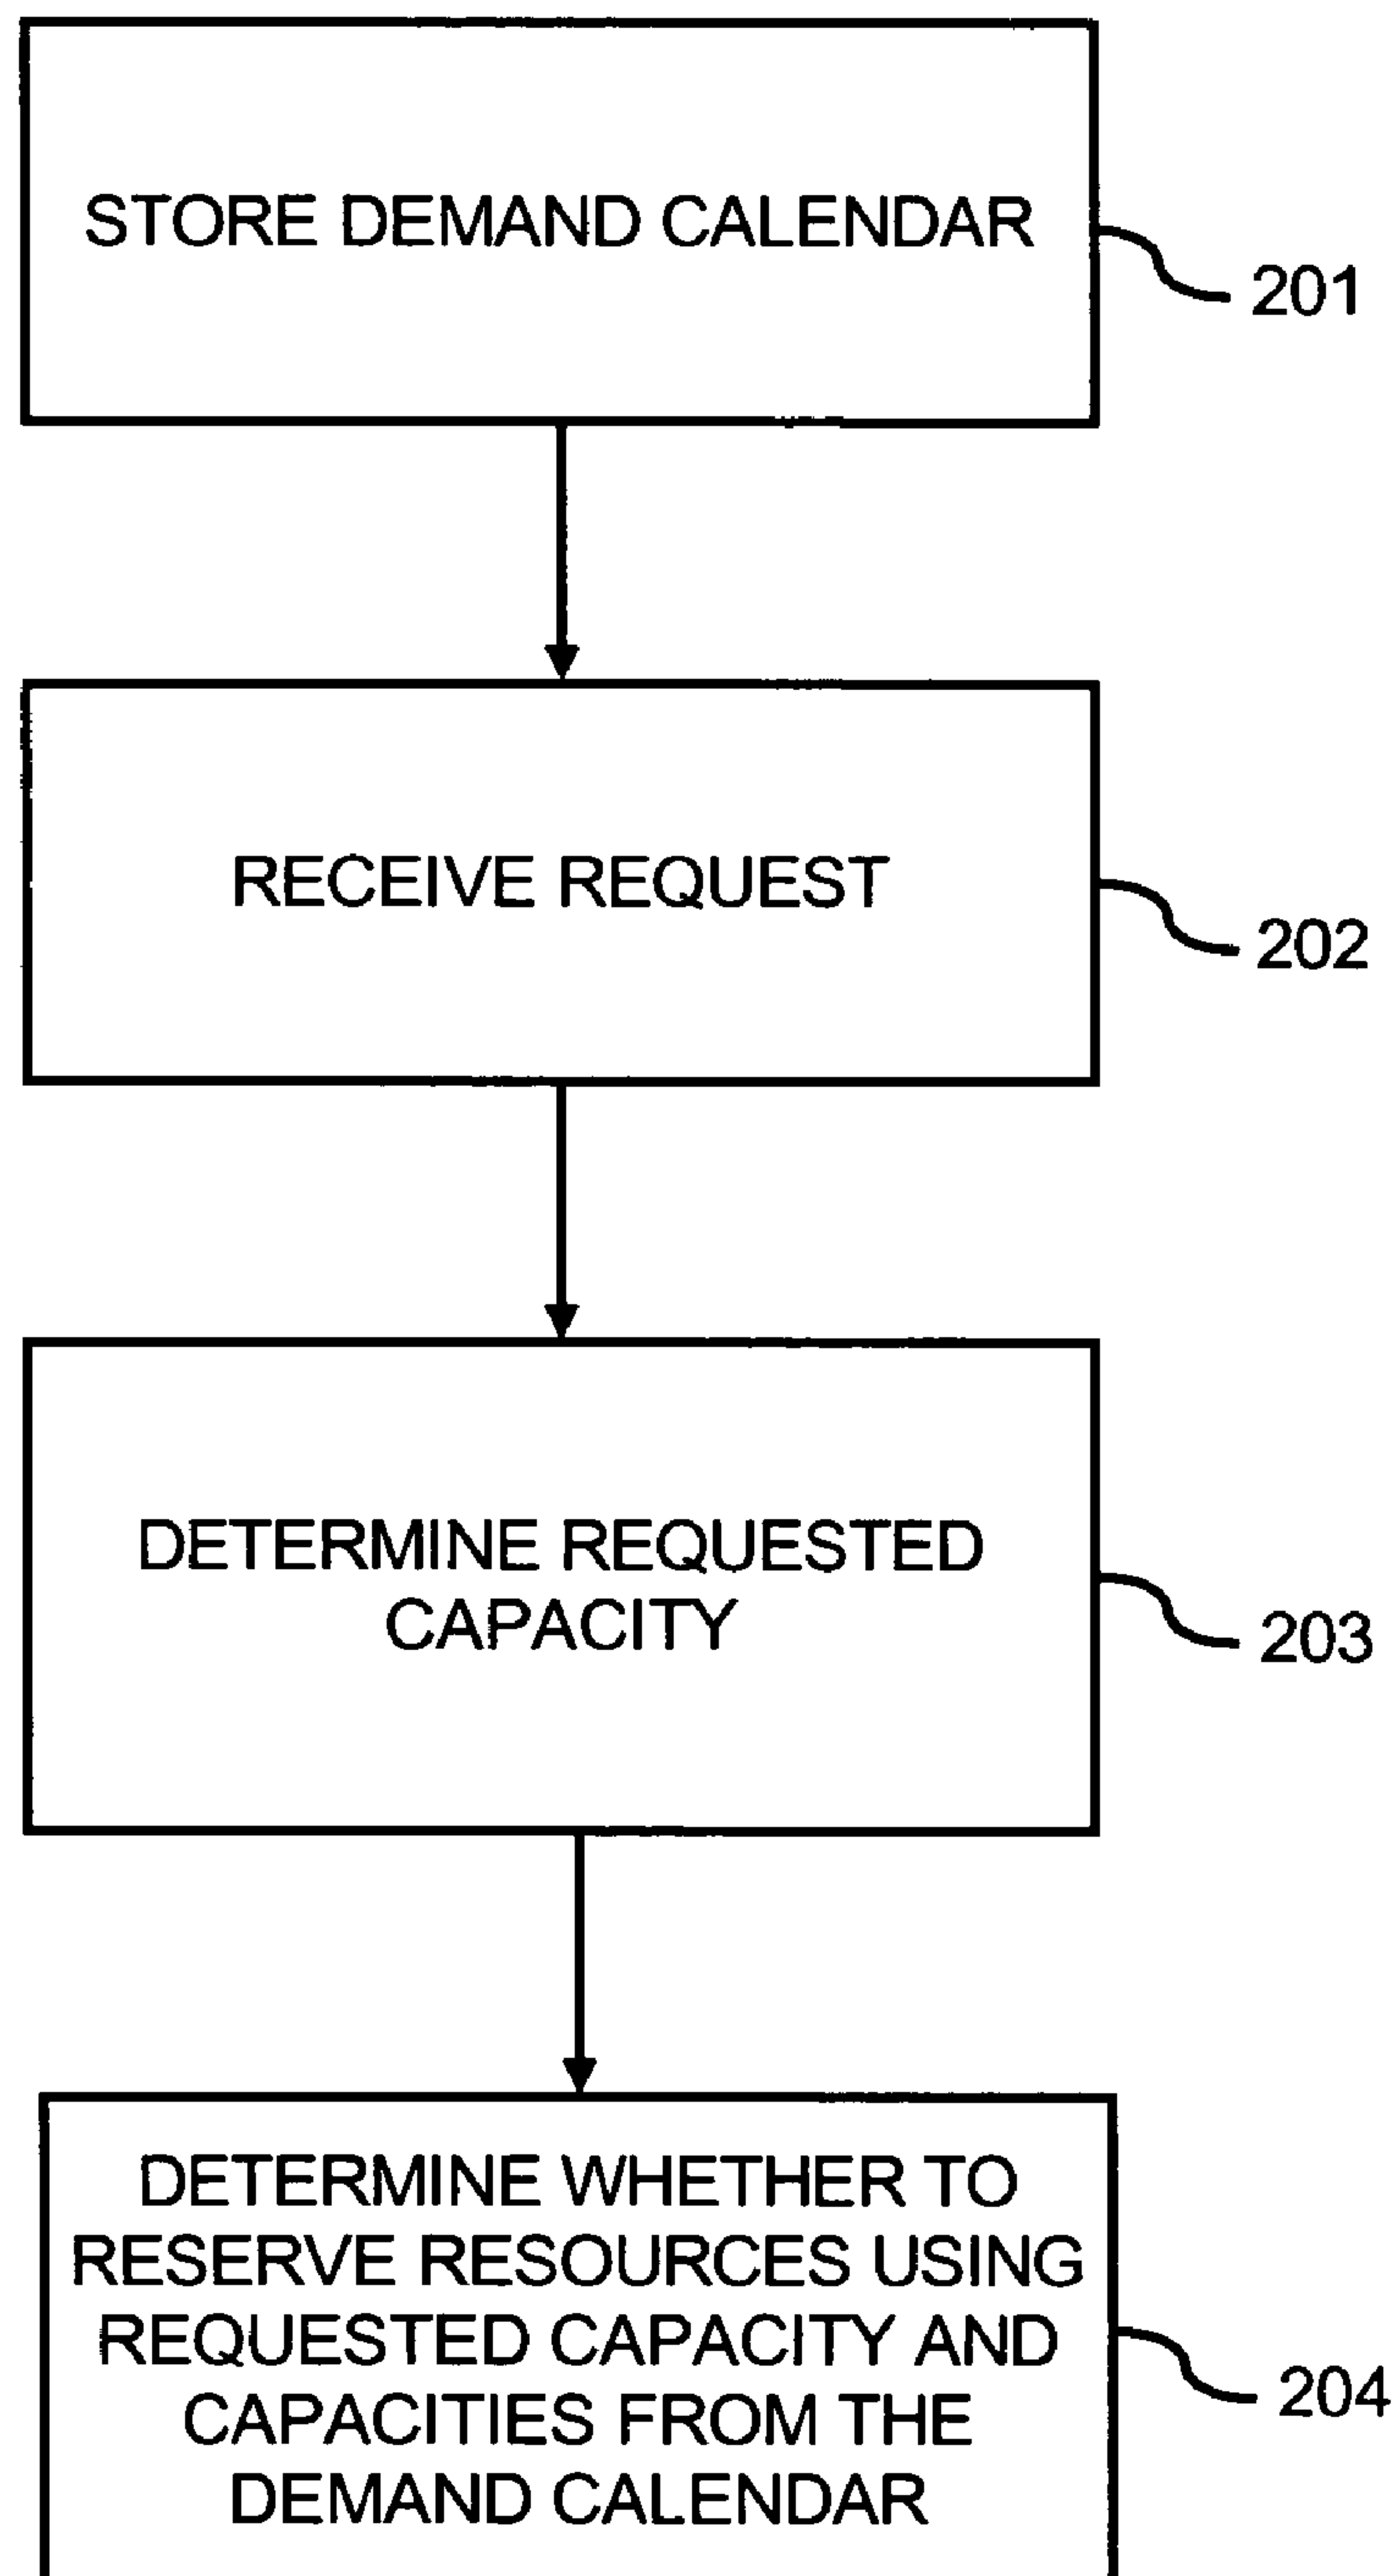 STORE DEMAND CALENDAR
201
RECEIVE REQUEST
202
DETERMINE REQUESTED
CAPACITY
203
DETERMINE WHETHER TO
RESERVE RESOURCES USING
REQUESTED CAPACITY AND
CAPACITIES FROM THE
DEMAND CALENDAR
204